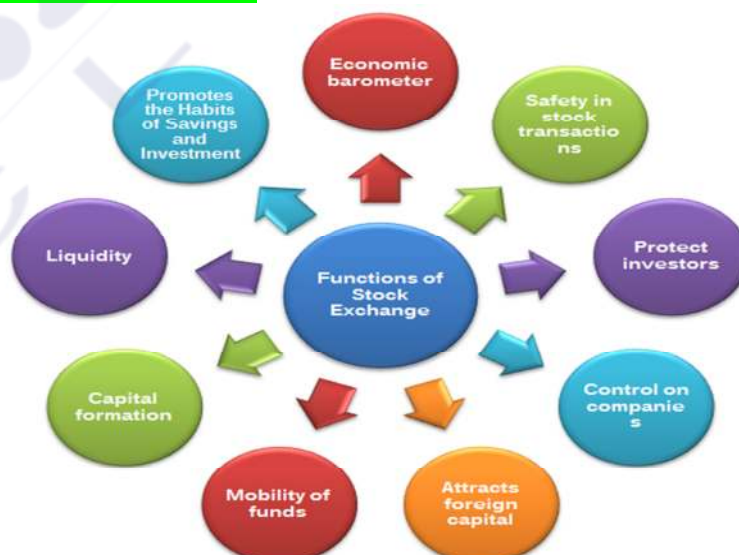 Functions of
Stock
Exchange
Economic
barometer
Safety in
stock
transactio
ns
Protect
investors
Control on
companie
s
Attracts
foreign
capital
Mobility of
funds
Capital
formation
Liquidity
Promotes
the Habits
of Savings
and
Investment